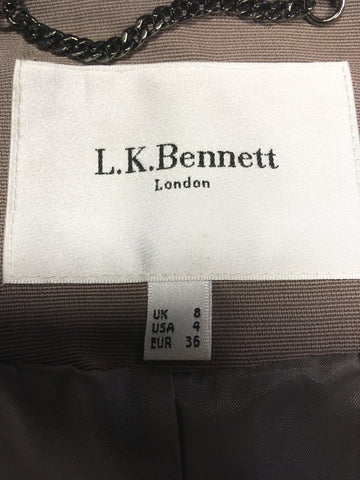 L.K.Bennett
London
UK 8
USA 4
EUR 36